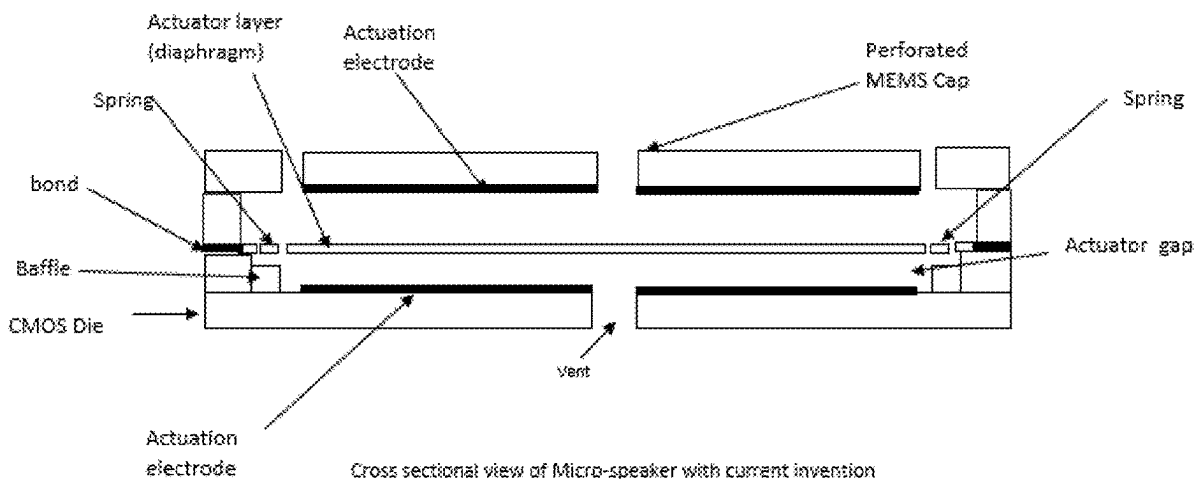 Actuator layer
(diaphragm)
Actuation
electrode
Perforated
MEMS Cap
Spring
Spring
bond
Actuator gap
Baffle
CMOS Die
Vent
Actuation
electrode
Cross sectional view of Micro-speaker with current invention